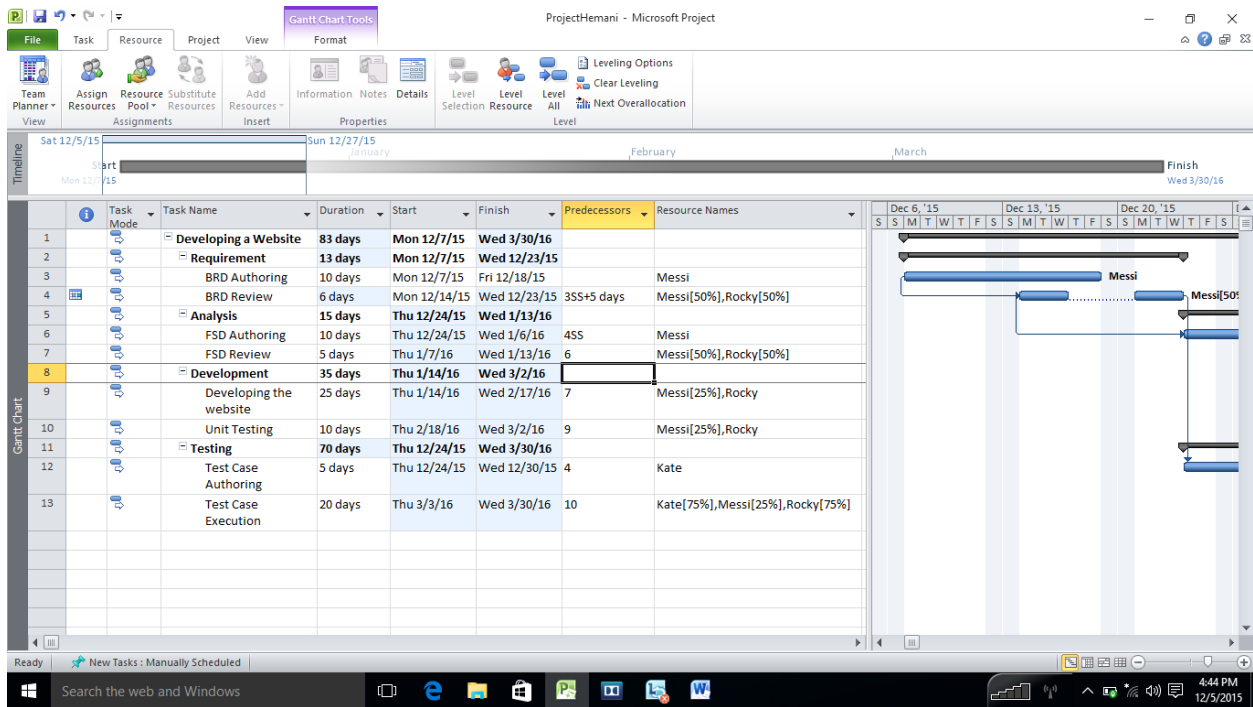 ProjectHemani - Microsoft Project
Gantt Chart Tools
File Task Resource Project View Format
Team Planner
Assign Resources
Resource Pool
Substitute Resources
Add Resources
Information
Notes
Details
Level Selection
Level Resource
Level All
Leveling Options
Clear Leveling
Next Overallocation
View Assignments Insert Properties Level
Timeline
Sat 12/5/15 Sun 12/27/15
January February March
Start Finish
Mon 12/7/15 Wed 3/30/16
Task Mode Task Name Duration Start Finish Predecessors Resource Names
Dec 6, '15 Dec 13, '15 Dec 20, '15
S S M T W T F S S M T W T F S S M T W T F S
1 Developing a Website 83 days Mon 12/7/15 Wed 3/30/16
2 Requirement 13 days Mon 12/7/15 Wed 12/23/15
3 BRD Authoring 10 days Mon 12/7/15 Fri 12/18/15 Messi
Messi
4 BRD Review 6 days Mon 12/14/15 Wed 12/23/15 3SS+5 days Messi[50%],Rocky[50%]
Messi[50%
5 Analysis 15 days Thu 12/24/15 Wed 1/13/16
6 FSD Authoring 10 days Thu 12/24/15 Wed 1/6/16 4SS Messi
7 FSD Review 5 days Thu 1/7/16 Wed 1/13/16 6 Messi[50%],Rocky[50%]
8 Development 35 days Thu 1/14/16 Wed 3/2/16
9 Developing the website 25 days Thu 1/14/16 Wed 2/17/16 7 Messi[25%],Rocky
10 Unit Testing 10 days Thu 2/18/16 Wed 3/2/16 9 Messi[25%],Rocky
11 Testing 70 days Thu 12/24/15 Wed 3/30/16
12 Test Case Authoring 5 days Thu 12/24/15 Wed 12/30/15 4 Kate
13 Test Case Execution 20 days Thu 3/3/16 Wed 3/30/16 10 Kate[75%],Messi[25%],Rocky[75%]
Gantt Chart
Ready New Tasks : Manually Scheduled
Search the web and Windows
4:44 PM
12/5/2015